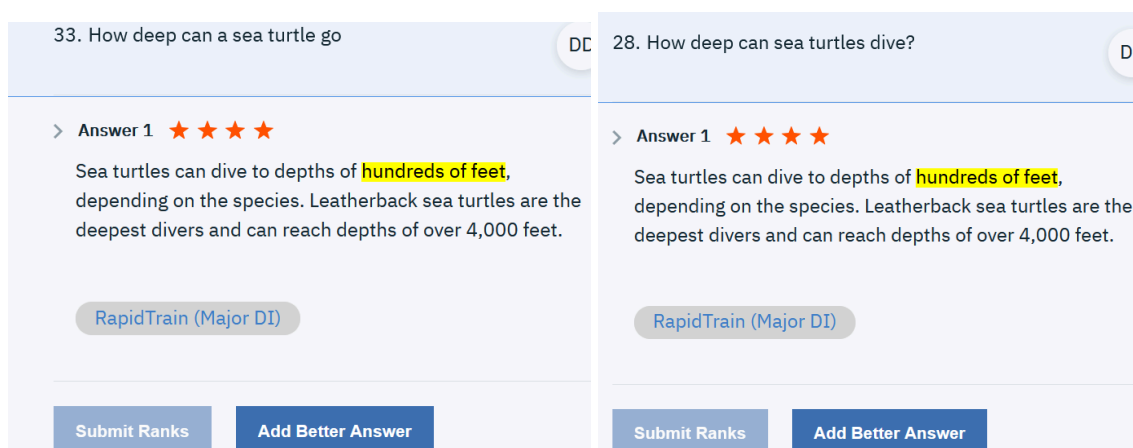 33. How deep can a sea turtle go
DD
Answer 1
Sea turtles can dive to depths of hundreds of feet,
depending on the species. Leatherback sea turtles are the
deepest divers and can reach depths of over 4,000 feet.
RapidTrain (Major DI)
Submit Ranks
Add Better Answer
28. How deep can sea turtles dive?
D
Answer 1
Sea turtles can dive to depths of hundreds of feet,
depending on the species. Leatherback sea turtles are the
deepest divers and can reach depths of over 4,000 feet.
RapidTrain (Major DI)
Submit Ranks
Add Better Answer